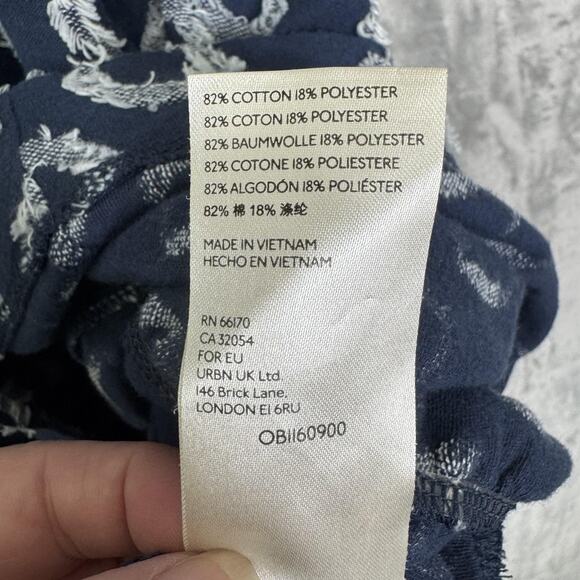 82% COTTON 18% POLYESTER
82% COTON 18% POLYESTER
82% BAUMWOLLE 18% POLYESTER
82% COTONE 18% POLIESTERE
82% ALGODÓN 18% POLIÉSTER
82% 棉 18% 涤纶
MADE IN VIETNAM
HECHO EN VIETNAM
RN 66170
CA 32054
FOR EU
URBN UK Ltd.
146 Brick Lane.
LONDON E1 6RU
OB1160900